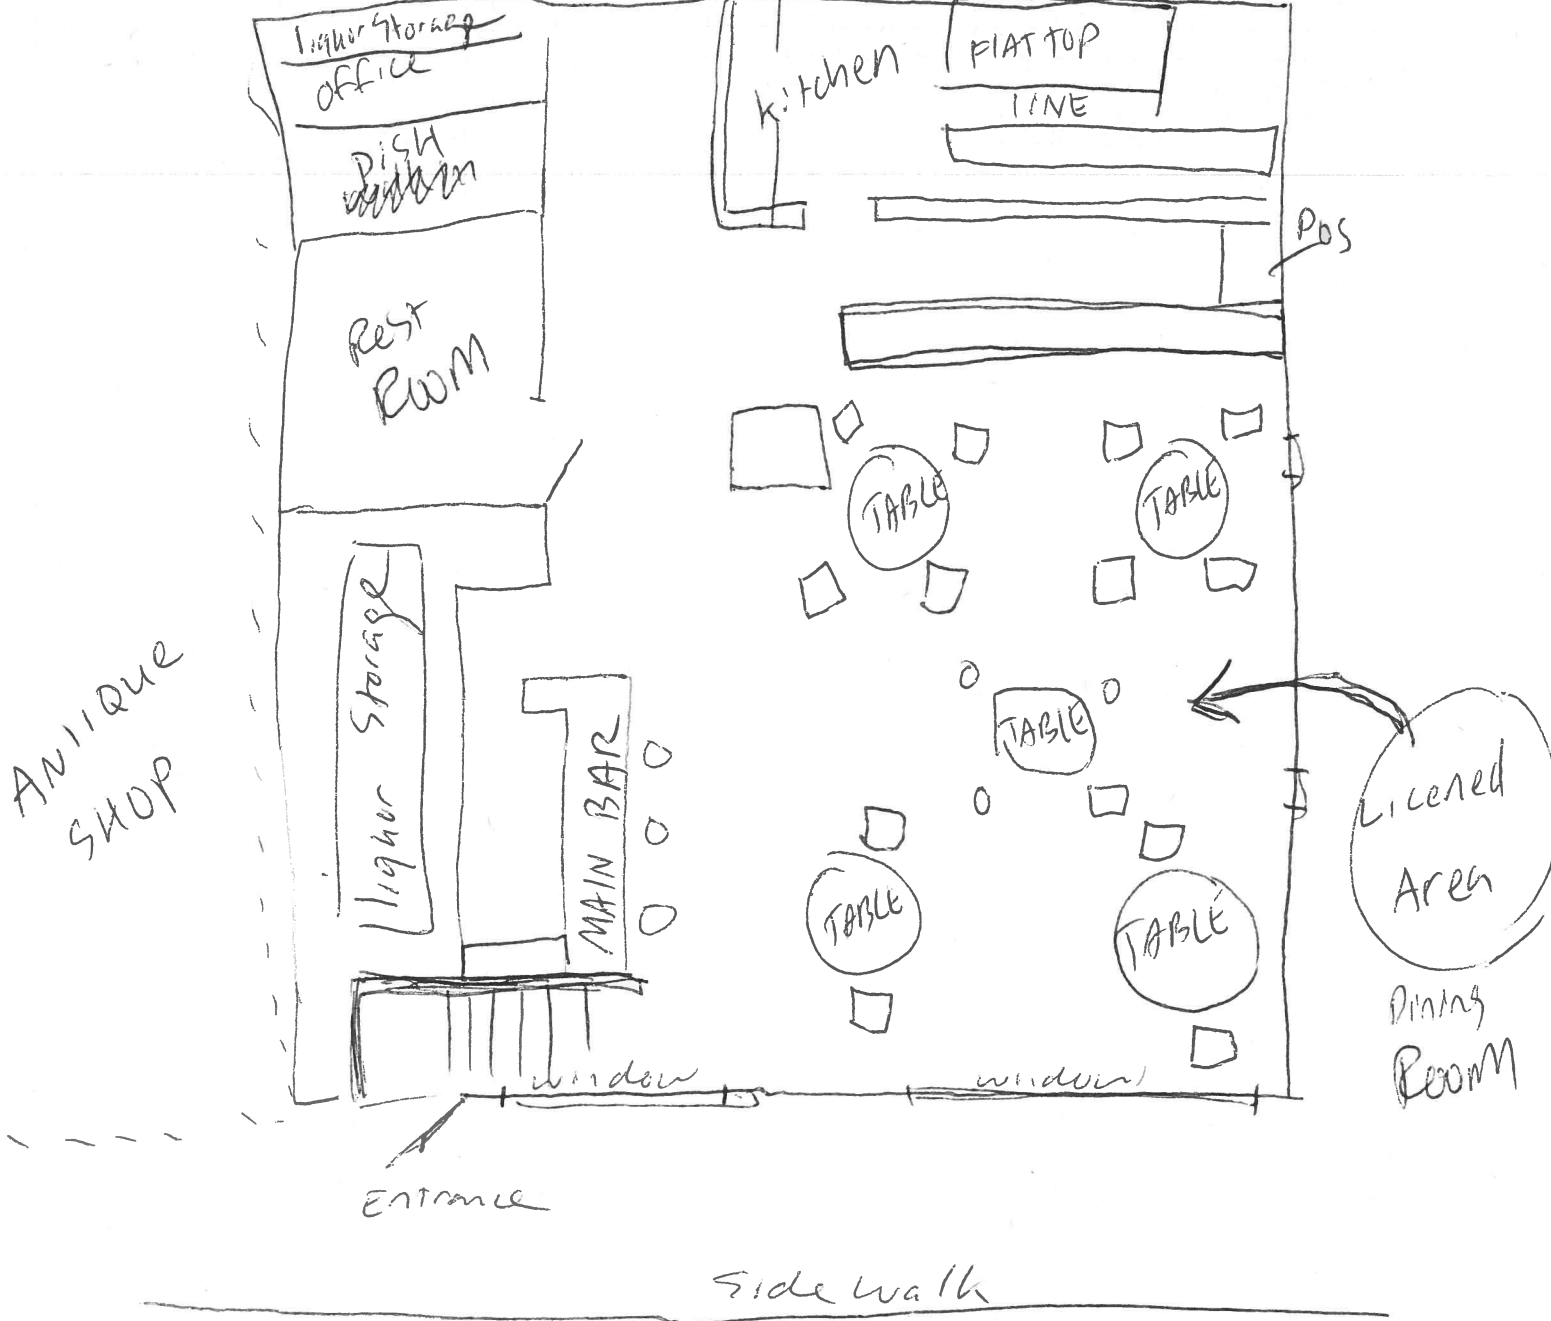 liquor Storage
office
DISH
Kitchen
FlAT TOP
lINE
POS
Rest
ROOM
TABLE
TABLE
liquor Storage
ANTIQUE
SHOP
MAIN BAR
TABLE
TABLE
TABLE
Licened
Area
Dining
ROOM
window
window
Entrance
Sidewalk